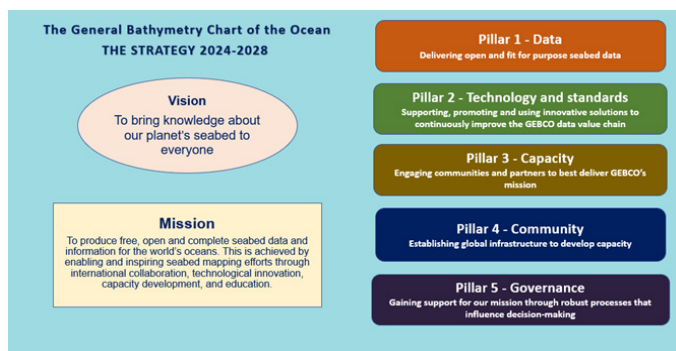 The General Bathymetry Chart of the Ocean
THE STRATEGY 2024-2028
Vision
To bring knowledge about
our planet's seabed to
everyone
Mission
To produce free, open and complete seabed data and
information for the world's oceans. This is achieved by
enabling and inspiring seabed mapping efforts through
international collaboration, technological innovation,
capacity development, and education.
Pillar 1 - Data
Delivering open and fit for purpose seabed data
Pillar 2 - Technology and standards
Supporting, promoting and using innovative solutions to
continuously improve the GEBCO data value chain
Pillar 3 - Capacity
Engaging communities and partners to best deliver GEBCO's
mission
Pillar 4 - Community
Establishing global infrastructure to develop capacity
Pillar 5 - Governance
Gaining support for our mission through robust processes that
influence decision-making